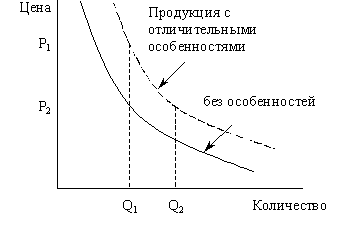 Цена
Продукция с
отличительными
особенностями
P1
P2
без особенностей
Q1
Q2
Количество